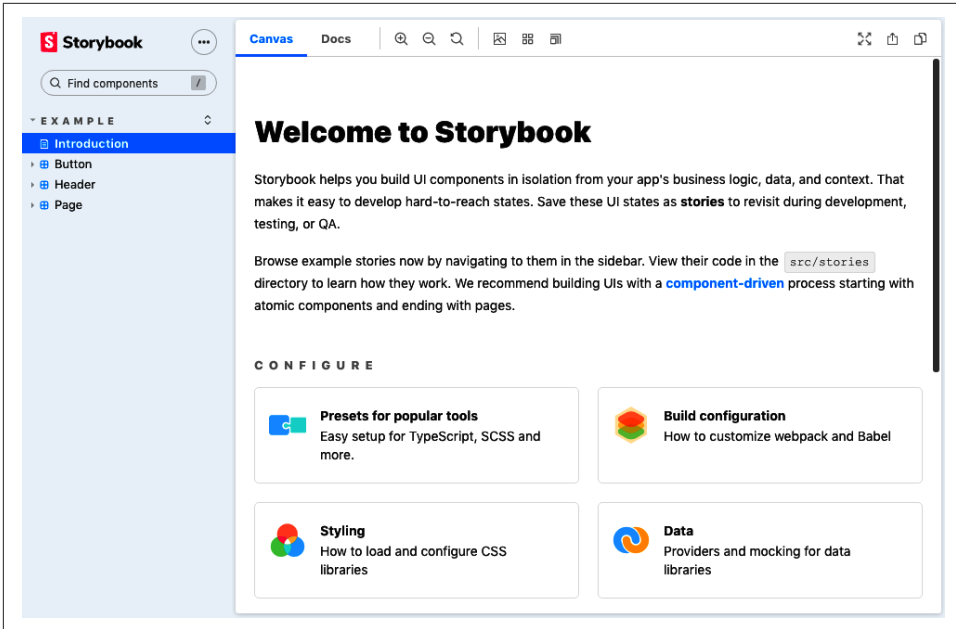 Storybook
Find components
/
EXAMPLE
Introduction
Button
Header
Page
Canvas
Docs
Welcome to Storybook
Storybook helps you build UI components in isolation from your app's business logic, data, and context. That
makes it easy to develop hard-to-reach states. Save these UI states as stories to revisit during development,
testing, or QA.
Browse example stories now by navigating to them in the sidebar. View their code in the src/stories
directory to learn how they work. We recommend building UIs with a component-driven process starting with
atomic components and ending with pages.
CONFIGURE
Presets for popular tools
Easy setup for TypeScript, SCSS and
more.
Build configuration
How to customize webpack and Babel
Styling
How to load and configure CSS
libraries
Data
Providers and mocking for data
libraries